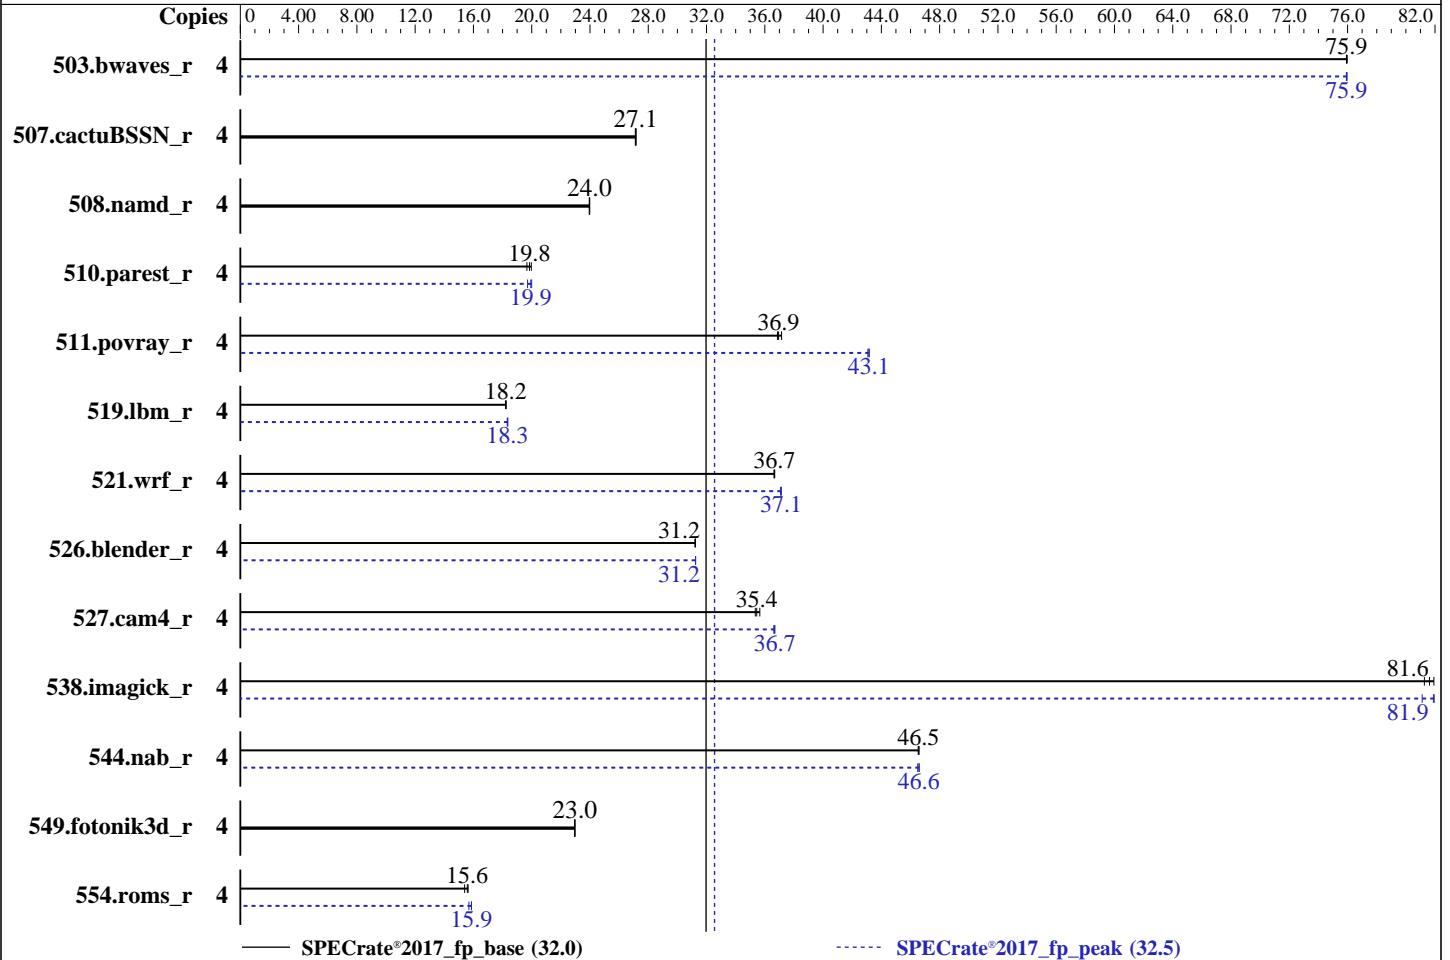 Copies 0 4.00 8.00 12.0 16.0 20.0 24.0 28.0 32.0 36.0 40.0 44.0 48.0 52.0 56.0 60.0 64.0 68.0 72.0 76.0 82.0
503.bwaves_r 4 75.9
75.9
507.cactuBSSN_r 4 27.1
508.namd_r 4 24.0
510.parest_r 4 19.8
19.9
511.povray_r 4 36.9
43.1
519.lbm_r 4 18.2
18.3
521.wrf_r 4 36.7
37.1
526.blender_r 4 31.2
31.2
527.cam4_r 4 35.4
36.7
538.imagick_r 4 81.6
81.9
544.nab_r 4 46.5
46.6
549.fotonik3d_r 4 23.0
554.roms_r 4 15.6
15.9
SPECrate®2017_fp_base (32.0) SPECrate®2017_fp_peak (32.5)